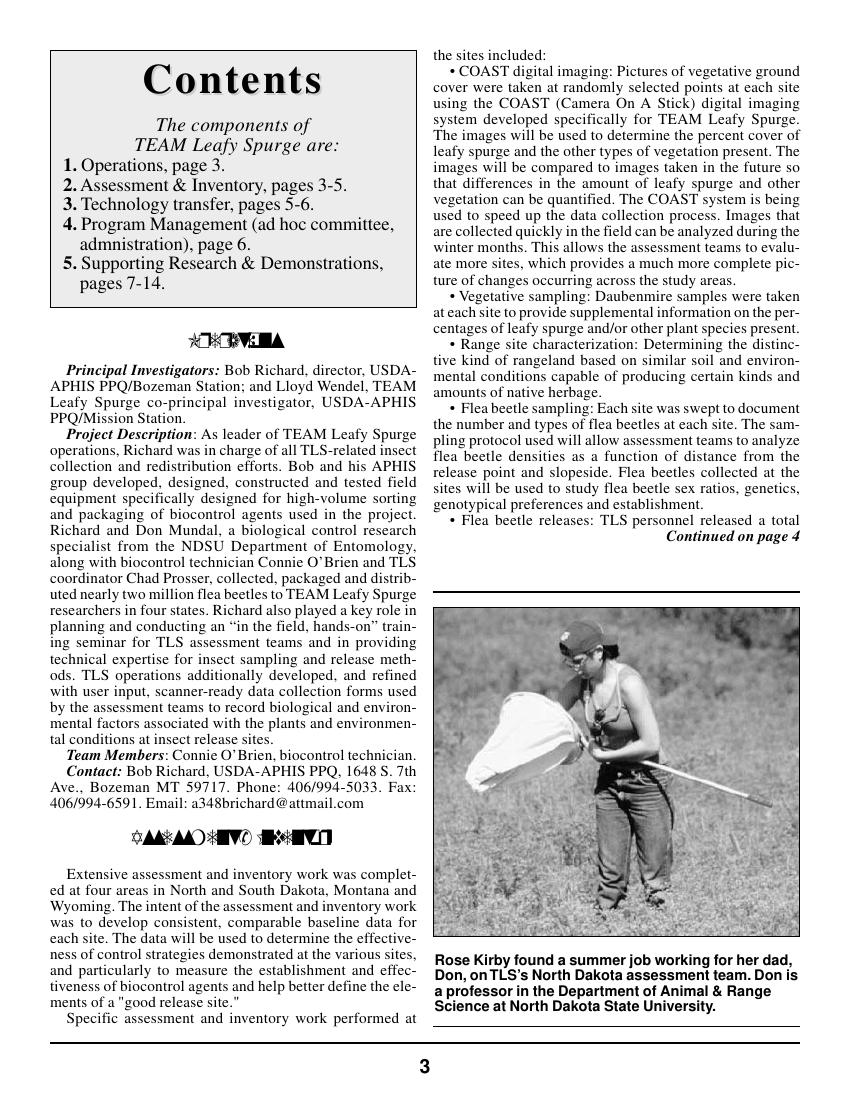 Contents
The components of
TEAM Leafy Spurge are:
1. Operations, page 3.
2. Assessment & Inventory, pages 3-5.
3. Technology transfer, pages 5-6.
4. Program Management (ad hoc committee,
admnistration), page 6.
5. Supporting Research & Demonstrations,
pages 7-14.
Principal Investigators: Bob Richard, director, USDA-
APHIS PPQ/Bozeman Station; and Lloyd Wendel, TEAM
Leafy Spurge co-principal investigator, USDA-APHIS
PPQ/Mission Station.
Project Description: As leader of TEAM Leafy Spurge
operations, Richard was in charge of all TLS-related insect
collection and redistribution efforts. Bob and his APHIS
group developed, designed, constructed and tested field
equipment specifically designed for high-volume sorting
and packaging of biocontrol agents used in the project.
Richard and Don Mundal, a biological control research
specialist from the NDSU Department of Entomology,
along with biocontrol technician Connie O'Brien and TLS
coordinator Chad Prosser, collected, packaged and distrib-
uted nearly two million flea beetles to TEAM Leafy Spurge
researchers in four states. Richard also played a key role in
planning and conducting an “in the field, hands-on” train-
ing seminar for TLS assessment teams and in providing
technical expertise for insect sampling and release meth-
ods. TLS operations additionally developed, and refined
with user input, scanner-ready data collection forms used
by the assessment teams to record biological and environ-
mental factors associated with the plants and environmen-
tal conditions at insect release sites.
Team Members: Connie O'Brien, biocontrol technician.
Contact: Bob Richard, USDA-APHIS PPQ, 1648 S. 7th
Ave., Bozeman MT 59717. Phone: 406/994-5033. Fax:
406/994-6591. Email: a348brichard@attmail.com
Extensive assessment and inventory work was complet-
ed at four areas in North and South Dakota, Montana and
Wyoming. The intent of the assessment and inventory work
was to develop consistent, comparable baseline data for
each site. The data will be used to determine the effective-
ness of control strategies demonstrated at the various sites,
and particularly to measure the establishment and effec-
tiveness of biocontrol agents and help better define the ele-
ments of a "good release site."
Specific assessment and inventory work performed at
the sites included:
• COAST digital imaging: Pictures of vegetative ground
cover were taken at randomly selected points at each site
using the COAST (Camera On A Stick) digital imaging
system developed specifically for TEAM Leafy Spurge.
The images will be used to determine the percent cover of
leafy spurge and the other types of vegetation present. The
images will be compared to images taken in the future so
that differences in the amount of leafy spurge and other
vegetation can be quantified. The COAST system is being
used to speed up the data collection process. Images that
are collected quickly in the field can be analyzed during the
winter months. This allows the assessment teams to evalu-
ate more sites, which provides a much more complete pic-
ture of changes occurring across the study areas.
• Vegetative sampling: Daubenmire samples were taken
at each site to provide supplemental information on the per-
centages of leafy spurge and/or other plant species present.
• Range site characterization: Determining the distinc-
tive kind of rangeland based on similar soil and environ-
mental conditions capable of producing certain kinds and
amounts of native herbage.
• Flea beetle sampling: Each site was swept to document
the number and types of flea beetles at each site. The sam-
pling protocol used will allow assessment teams to analyze
flea beetle densities as a function of distance from the
release point and slopeside. Flea beetles collected at the
sites will be used to study flea beetle sex ratios, genetics,
genotypical preferences and establishment.
• Flea beetle releases: TLS personnel released a total
Continued on page 4
Rose Kirby found a summer job working for her dad,
Don, on TLS's North Dakota assessment team. Don is
a professor in the Department of Animal & Range
Science at North Dakota State University.
3